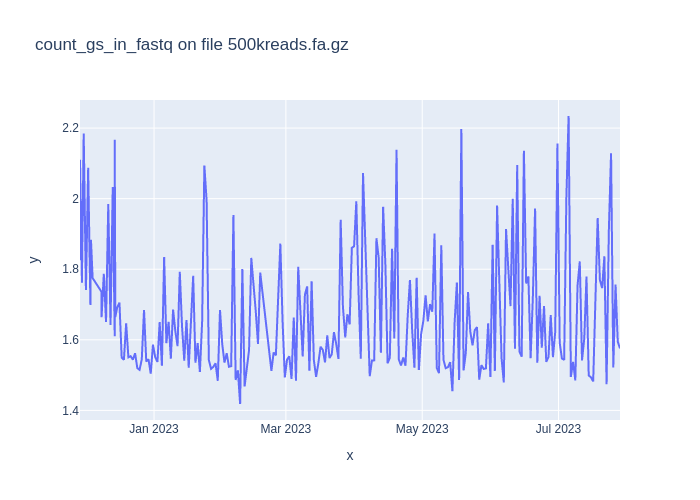 count_gs_in_fastq on file 500kreads.fa.gz
2.2
2
1.8
1.6
1.4
y
Jan 2023
Mar 2023
May 2023
Jul 2023
x